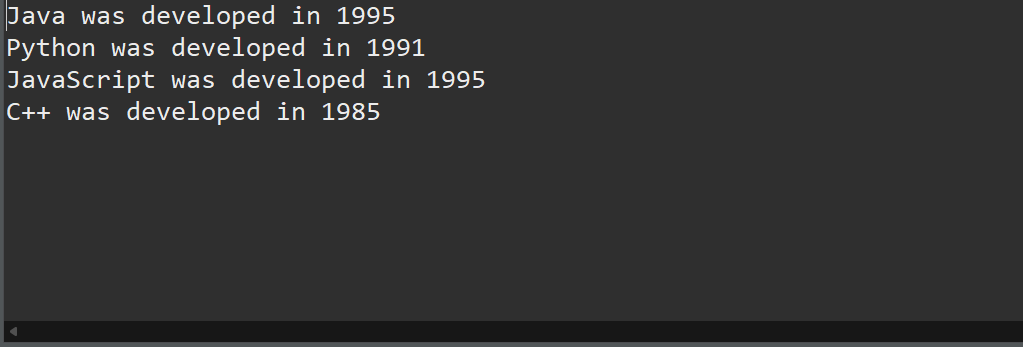 Java was developed in 1995
Python was developed in 1991
JavaScript was developed in 1995
C++ was developed in 1985